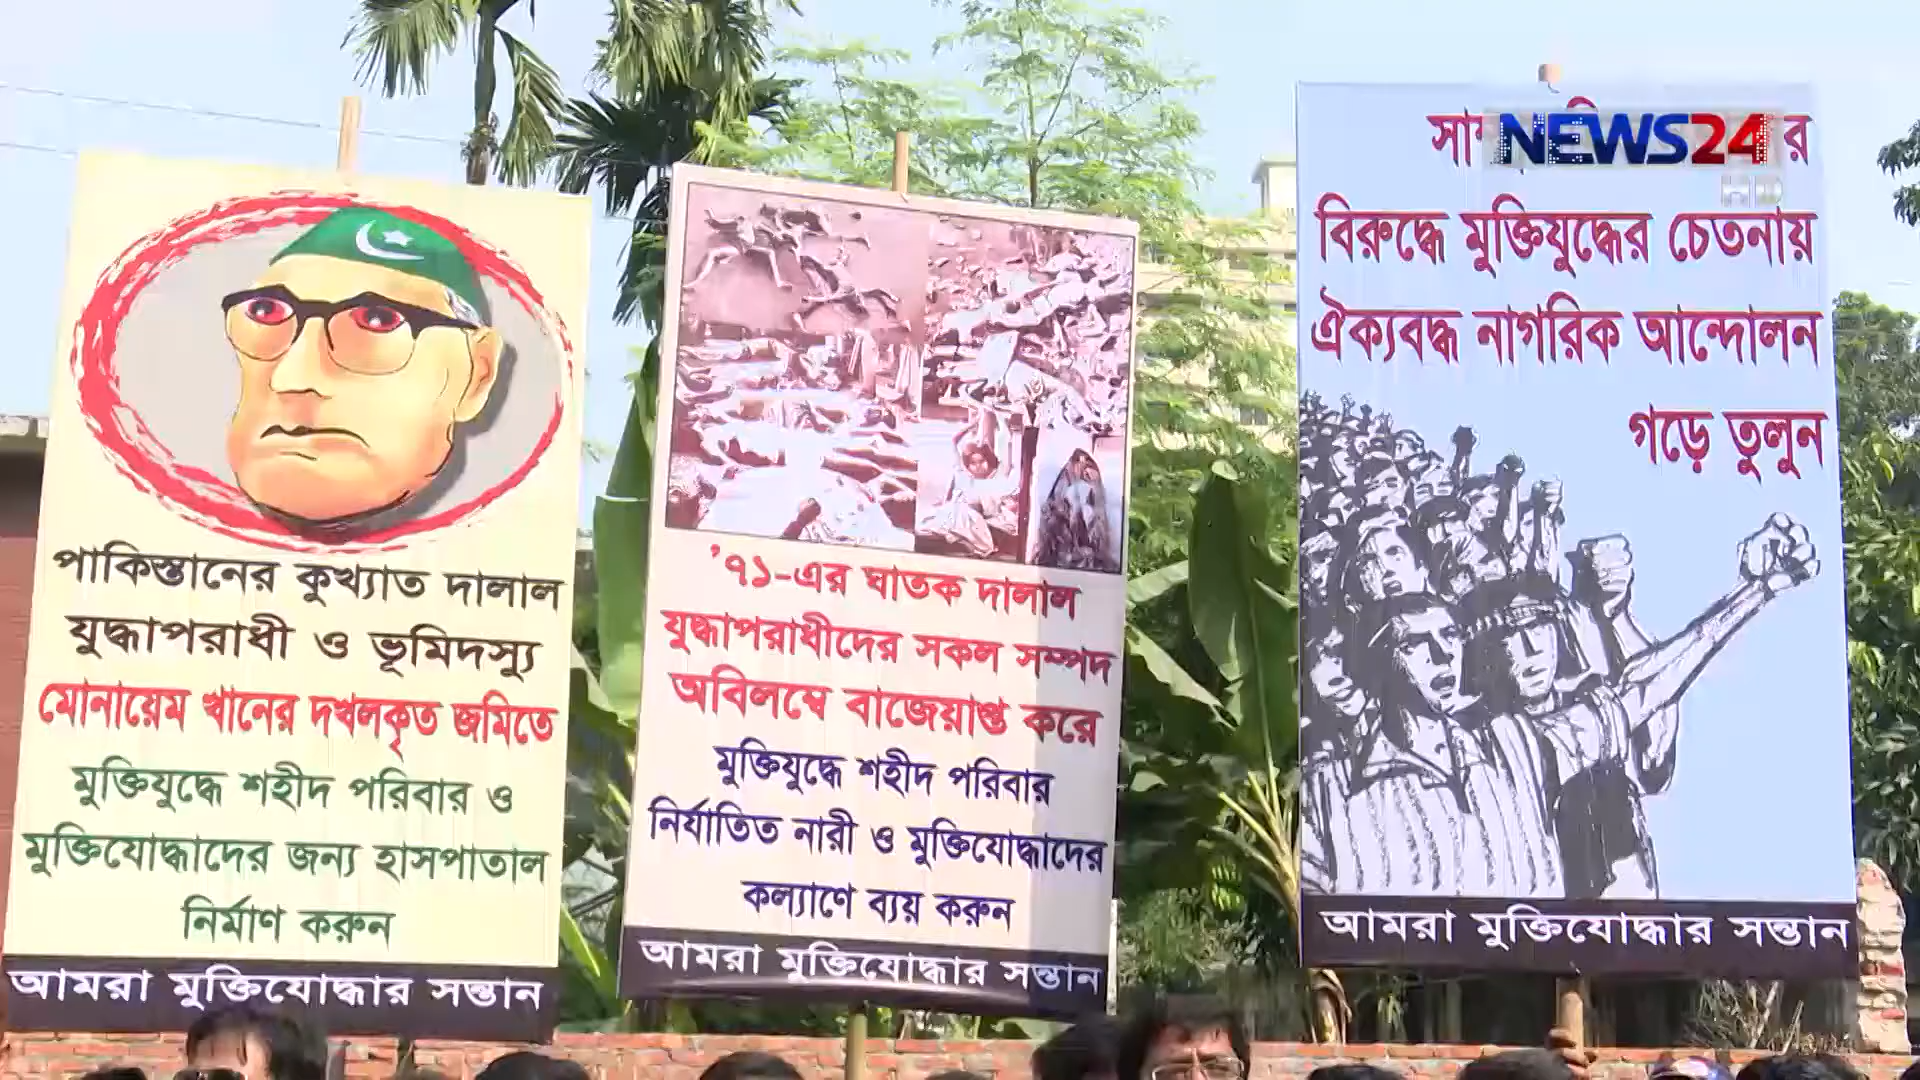 পাকিস্তানের কুখ্যাত দালাল
যুদ্ধাপরাধী ও ভূমিদস্যু
মোনায়েম খানের দখলকৃত জমিতে
মুক্তিযুদ্ধে শহীদ পরিবার ও
মুক্তিযোদ্ধাদের জন্য হাসপাতাল
নির্মাণ করুন
আমরা মুক্তিযোদ্ধার সন্তান
'৭১-এর ঘাতক দালাল
যুদ্ধাপরাধীদের সকল সম্পদ
অবিলম্বে বাজেয়াপ্ত করে
মুক্তিযুদ্ধে শহীদ পরিবার
নির্যাতিত নারী ও মুক্তিযোদ্ধাদের
কল্যাণে ব্যয় করুন
আমরা মুক্তিযোদ্ধার সন্তান
NEWS24
HD
বিরুদ্ধে মুক্তিযুদ্ধের চেতনায়
ঐক্যবদ্ধ নাগরিক আন্দোলন
গড়ে তুলুন
আমরা মুক্তিযোদ্ধার সন্তান